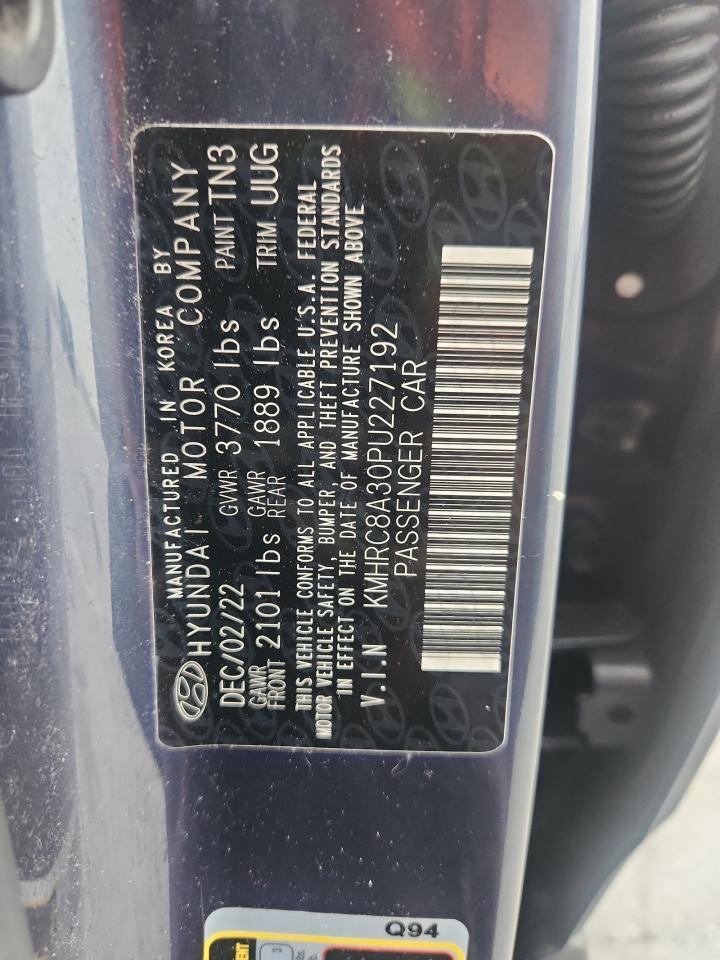 MANUFACTURED IN KOREA BY
HYUNDAI MOTOR COMPANY
DEC/02/22 GVWR 3770 lbs PAINT TN3
GAWR FRONT 2101 lbs GAWR REAR 1889 lbs TRIM UUG
THIS VEHICLE CONFORMS TO ALL APPLICABLE U.S.A. FEDERAL
MOTOR VEHICLE SAFETY, BUMPER AND THEFT PREVENTION STANDARDS
IN EFFECT ON THE DATE OF MANUFACTURE SHOWN ABOVE
V.I.N KMHRC8A30PU227192
PASSENGER CAR
Q94